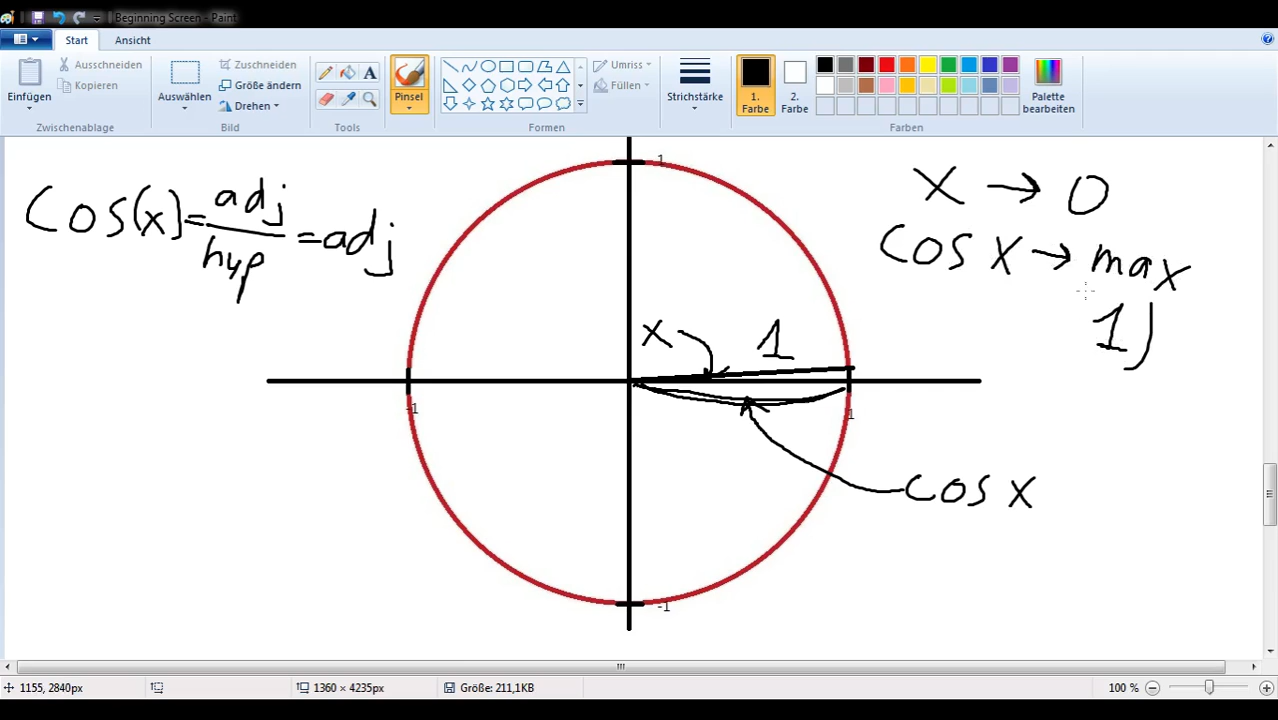 Beginning Screen - Paint
Start Ansicht
Einfügen
Ausschneiden
Kopieren
Zwischenablage
Auswählen
Zuschneiden
Größe ändern
Drehen
Bild
A
Tools
Pinsel
Formen
Umriss
Füllen
Strichstärke
1. Farbe
2. Farbe
Palette bearbeiten
Farben
cos(x)=adj/hyp=adj
x → 0
cos x → max
1
x
1
cos x
1
-1
1
-1
1155, 2840px
1360 × 4235px
Größe: 211,1KB
100 %